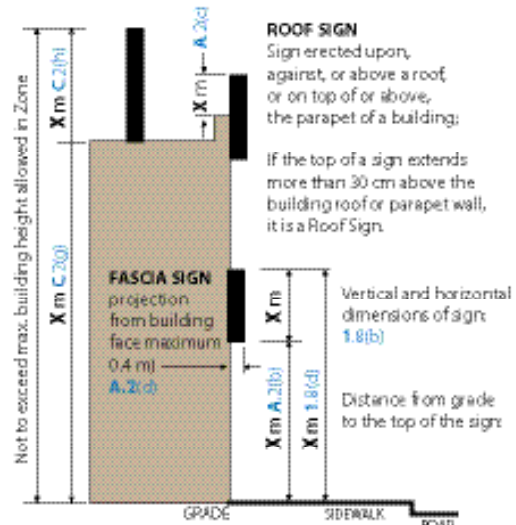 Not to exceed max. building height allowed in Zone
X m C.2(h)
X m C.2(g)
X m
A.2(c)
ROOF SIGN
Sign erected upon,
against, or above a roof,
or on top of or above,
the parapet of a building;
If the top of a sign extends
more than 30 cm above the
building roof or parapet wall,
it is a Roof Sign.
FASCIA SIGN
projection
from building
face maximum
0.4 m)
A.2(d)
X m
X m A.2(b)
X m 1.8(d)
Vertical and horizontal
dimensions of sign:
1.8(b)
Distance from grade
to the top of the sign:
GRADE
SIDEWALK
ROAD